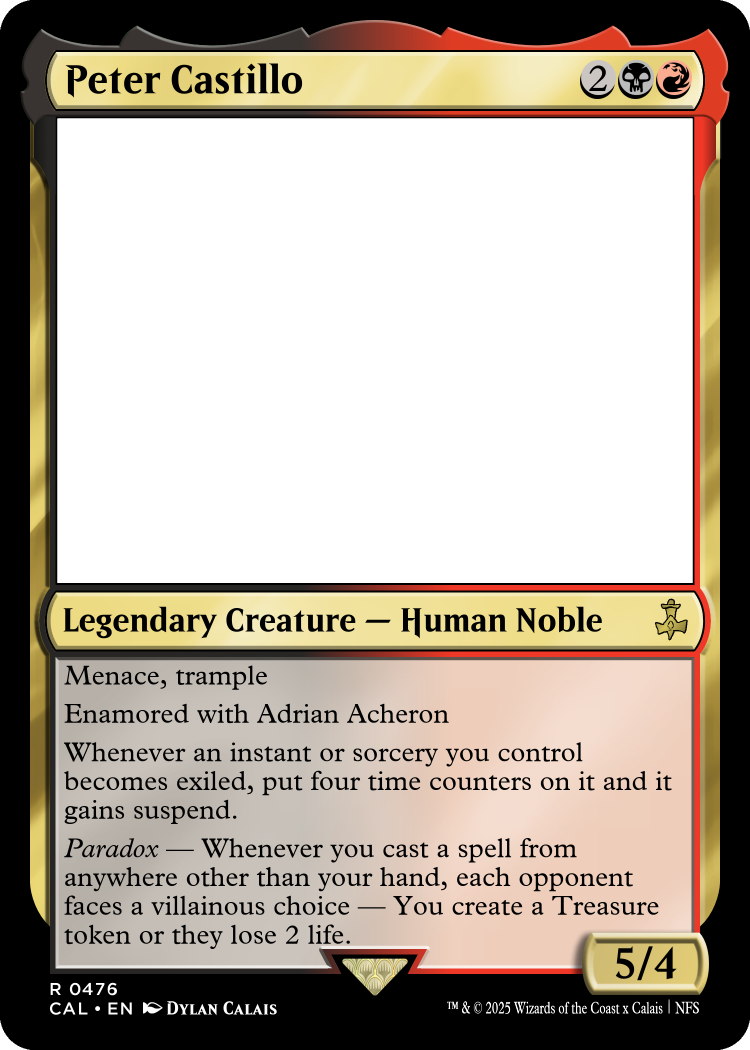 Peter Castillo 2
Legendary Creature — Human Noble
Menace, trample
Enamored with Adrian Acheron
Whenever an instant or sorcery you control
becomes exiled, put four time counters on it and it
gains suspend.
Paradox — Whenever you cast a spell from
anywhere other than your hand, each opponent
faces a villainous choice — You create a Treasure
token or they lose 2 life.
5/4
R 0476
CAL • EN DYLAN CALAIS
™ & © 2025 Wizards of the Coast x Calais | NFS